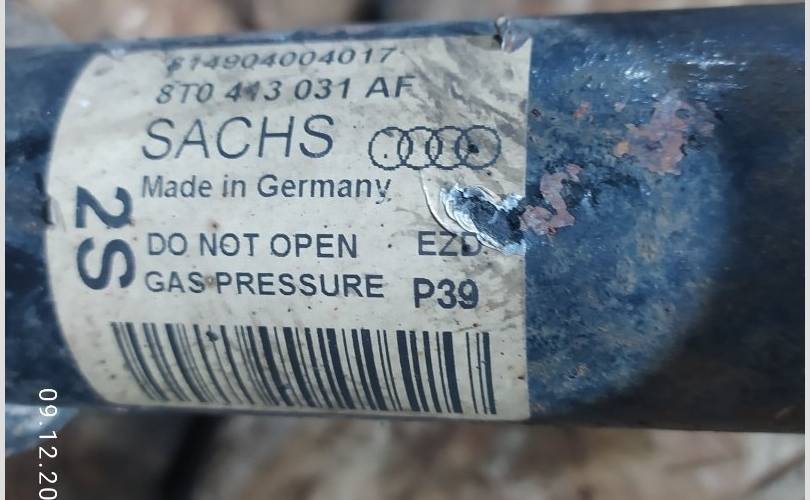 814904004017
8T0 413 031 AF
SACHS
Made in Germany
2S
DO NOT OPEN EZD
GAS PRESSURE P39
09.12.20